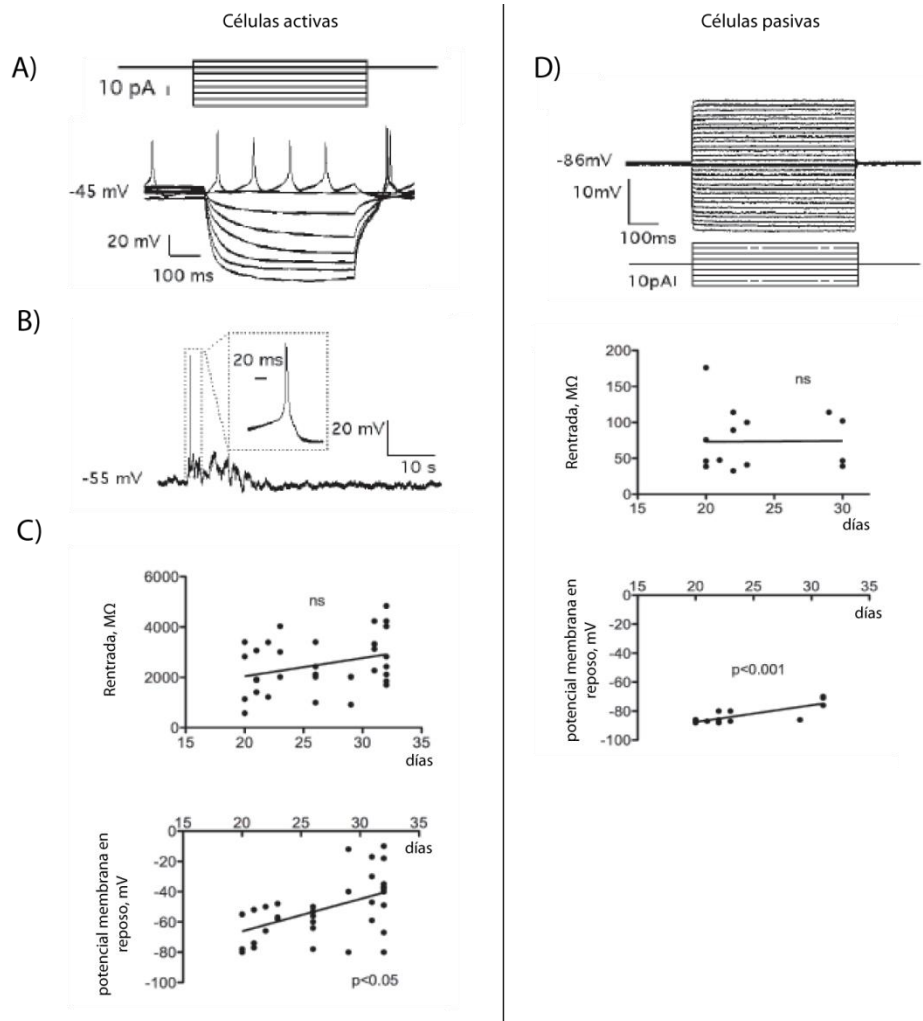 Células activas
A)
10 pA
-45 mV
20 mV
100 ms
B)
20 ms
20 mV
10 s
-55 mV
C)
6000
4000
2000
0
Rentrada, MΩ
ns
15
20
25
30
35
días
15
20
25
30
35
días
0
-20
-40
-60
-80
-100
potencial membrana en
reposo, mV
p<0.05
Células pasivas
D)
-86mV
10mV
100ms
10pA
200
150
100
50
0
Rentrada, MΩ
ns
15
20
25
30
días
15
20
25
30
35
días
0
-20
-40
-60
-80
-100
potencial membrana en
reposo, mV
p<0.001